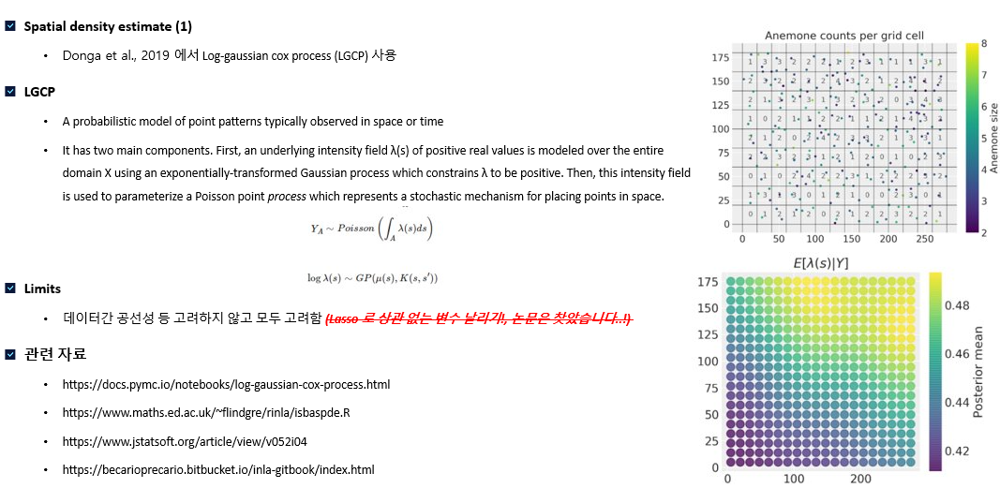 Spatial density estimate (1)
• Donga et al., 2019 에서 Log-gaussian cox process (LGCP) 사용
LGCP
• A probabilistic model of point patterns typically observed in space or time
• It has two main components. First, an underlying intensity field λ(s) of positive real values is modeled over the entire
domain X using an exponentially-transformed Gaussian process which constrains λ to be positive. Then, this intensity field
is used to parameterize a Poisson point process which represents a stochastic mechanism for placing points in space.
Y_A ~ Poisson (∫_A λ(s)ds)
log λ(s) ~ GP(μ(s), K(s, s'))
Limits
• 데이터간 공선성 등 고려하지 않고 모두 고려함 (Lasso 로 상관 없는 변수 날리기!, 논문은 찾았습니다..!)
관련 자료
• https://docs.pymc.io/notebooks/log-gaussian-cox-process.html
• https://www.maths.ed.ac.uk/~flindgre/rinla/isbaspde.R
• https://www.jstatsoft.org/article/view/v052i04
• https://becarioprecario.bitbucket.io/inla-gitbook/index.html
Anemone counts per grid cell
175
150
125
100
75
50
25
0
0 50 100 150 200 250
8
7
6
5
4
3
2
Anemone size
E[λ(s)|Y]
175
150
125
100
75
50
25
0
0 100 200
0.48
0.46
0.44
0.42
Posterior mean